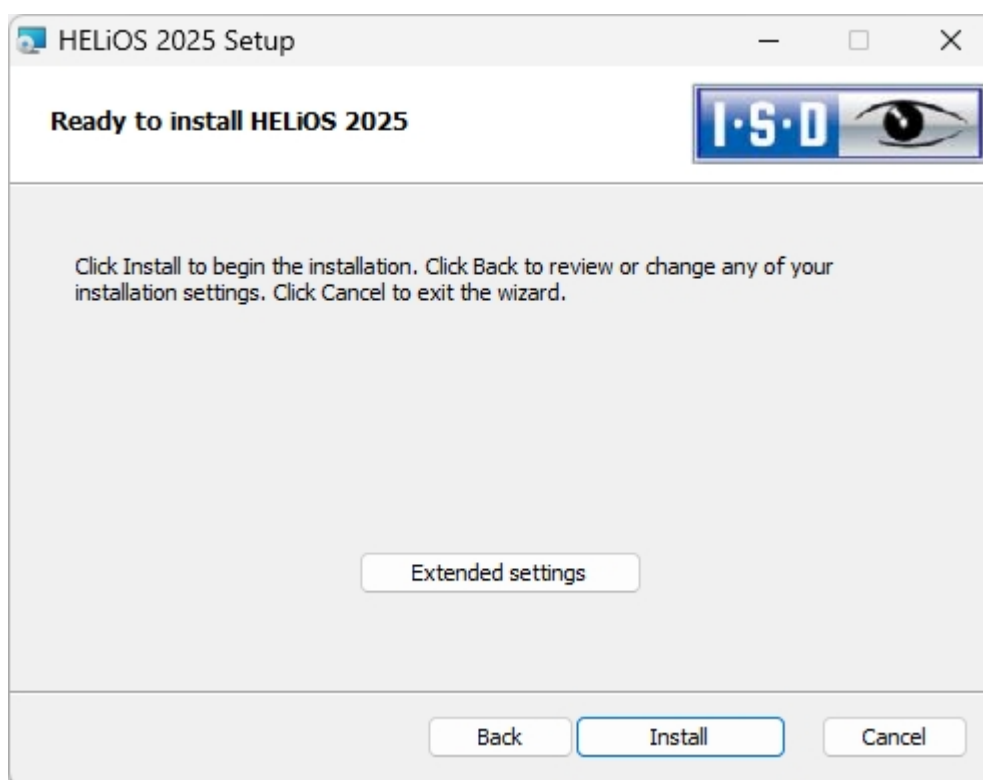 HELiOS 2025 Setup
Ready to install HELiOS 2025
I·S·D
Click Install to begin the installation. Click Back to review or change any of your
installation settings. Click Cancel to exit the wizard.
Extended settings
Back
Install
Cancel